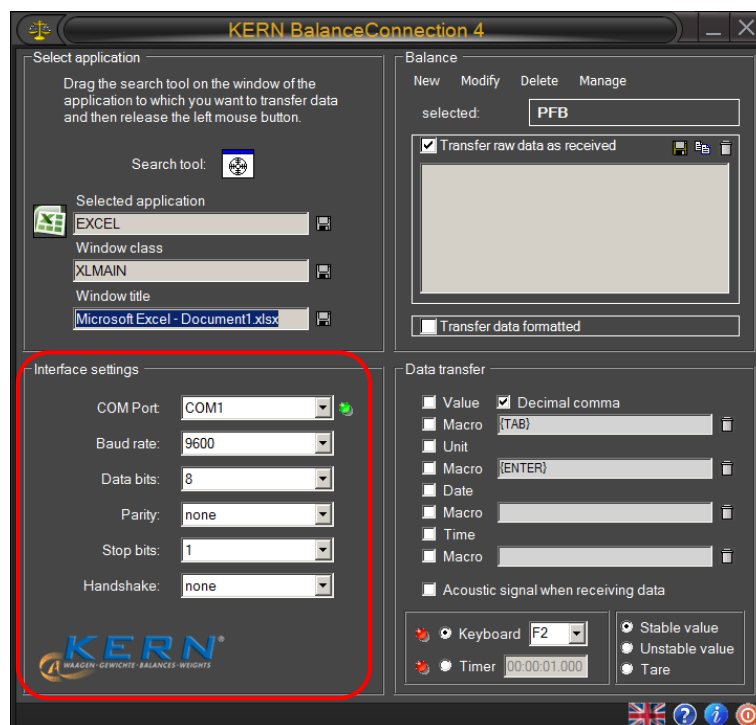 KERN BalanceConnection 4
Select application
Drag the search tool on the window of the
application to which you want to transfer data
and then release the left mouse button.
Search tool:
Selected application
EXCEL
Window class
XLMAIN
Window title
Microsoft Excel - Document1.xlsx
Balance
New Modify Delete Manage
selected: PFB
Transfer raw data as received
Transfer data formatted
Interface settings
COM Port: COM1
Baud rate: 9600
Data bits: 8
Parity: none
Stop bits: 1
Handshake: none
KERN
WAAGEN·GEWICHTE·BALANCES·WEIGHTS
Data transfer
Value Decimal comma
Macro {TAB}
Unit
Macro {ENTER}
Date
Macro
Time
Macro
Acoustic signal when receiving data
Keyboard F2
Timer 00:00:01.000
Stable value
Unstable value
Tare